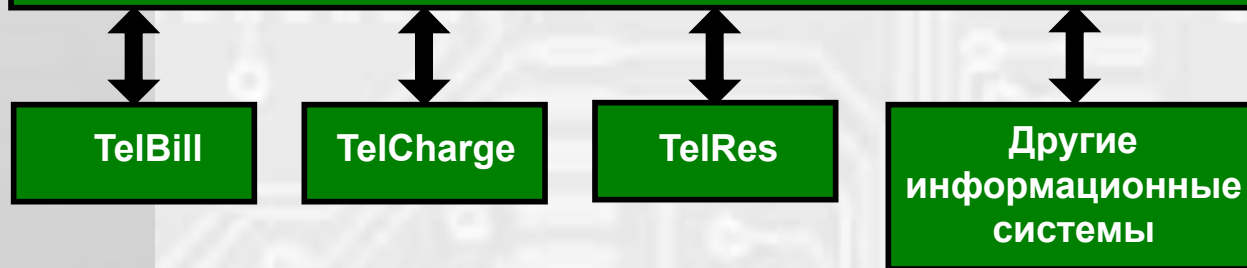 TelBill
TelCharge
TelRes
Другие
информационные
системы